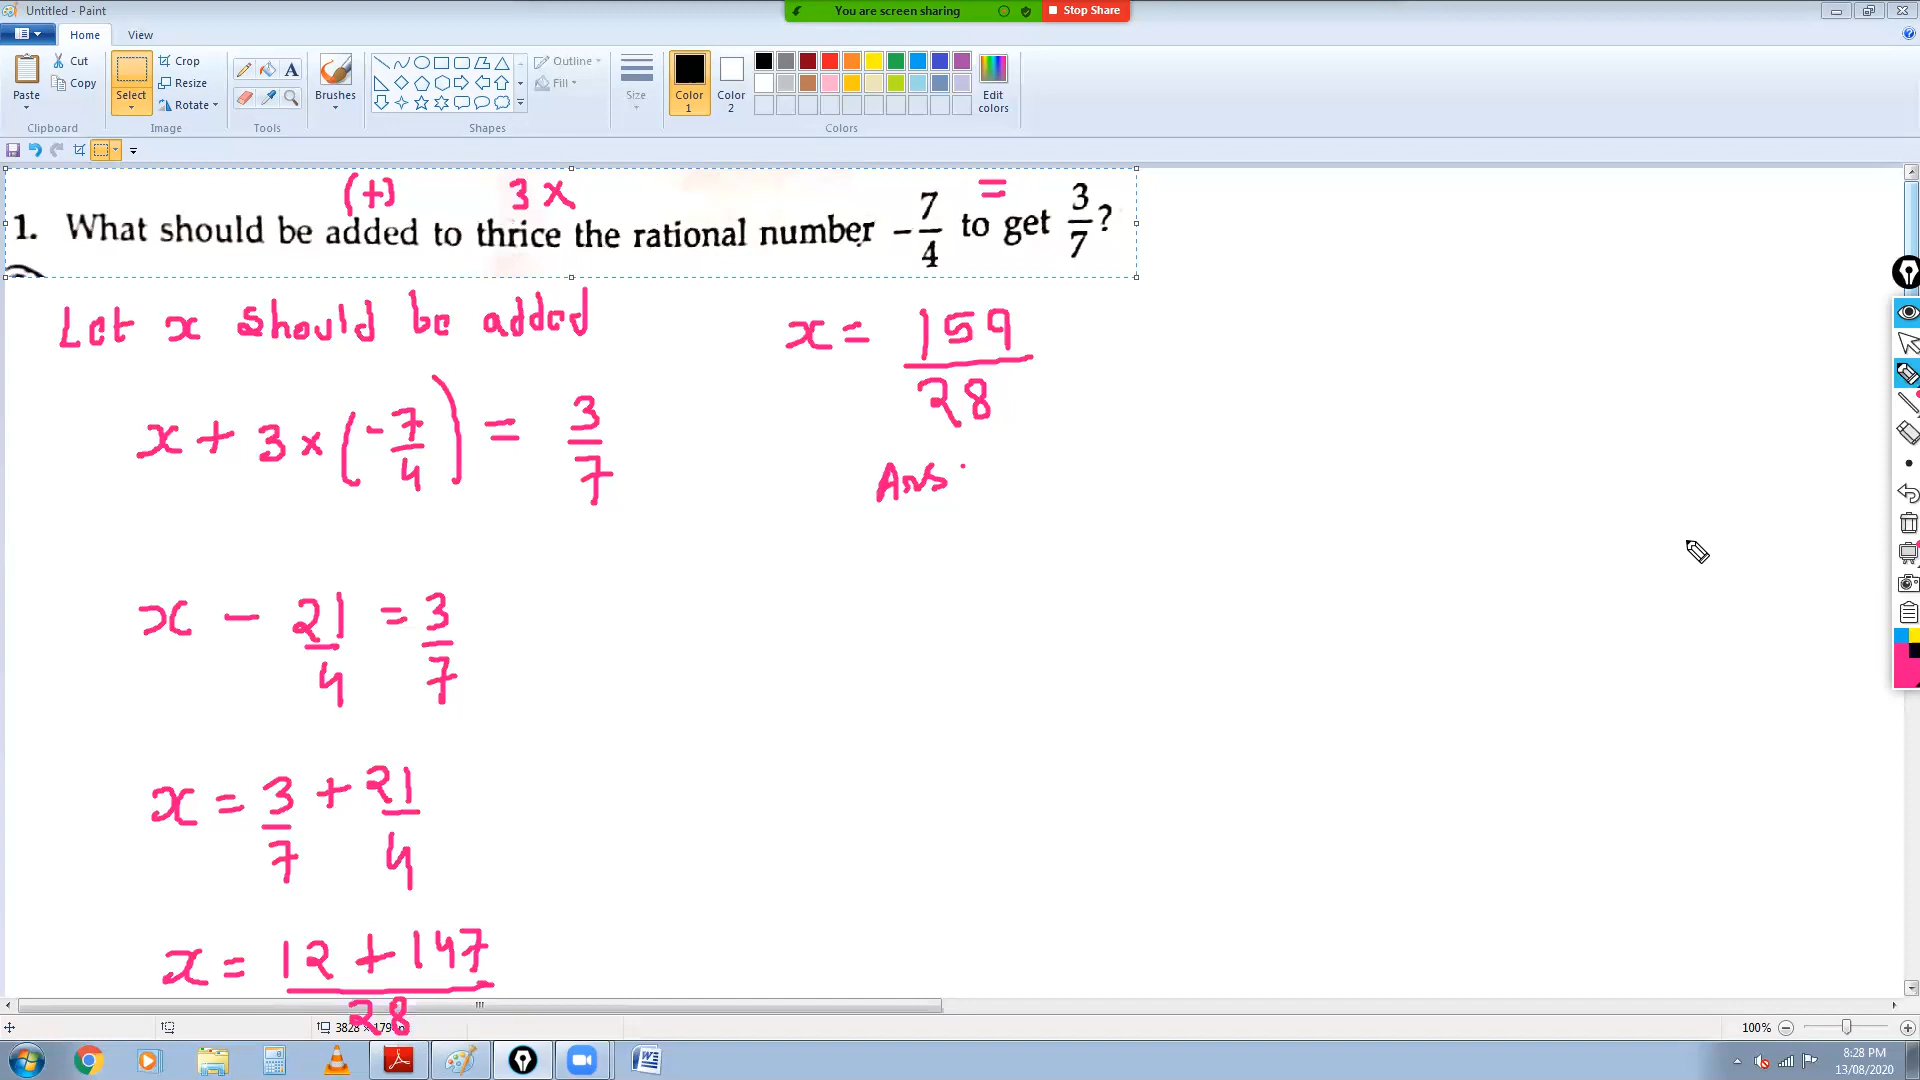 Untitled - Paint
You are screen sharing
Stop Share
Home View
Paste
Cut
Copy
Clipboard
Select
Crop
Resize
Rotate
Image
Tools
Brushes
Shapes
Outline
Fill
Size
Color 1
Color 2
Colors
Edit colors
(+) 3 × =
1. What should be added to thrice the rational number -7/4 to get 3/7?
Let x should be added
x + 3 × (-7/4) = 3/7
x - 21/4 = 3/7
x = 3/7 + 21/4
x = 12 + 147/28
x = 159/28
Ans
100%
8:28 PM
13/08/2020